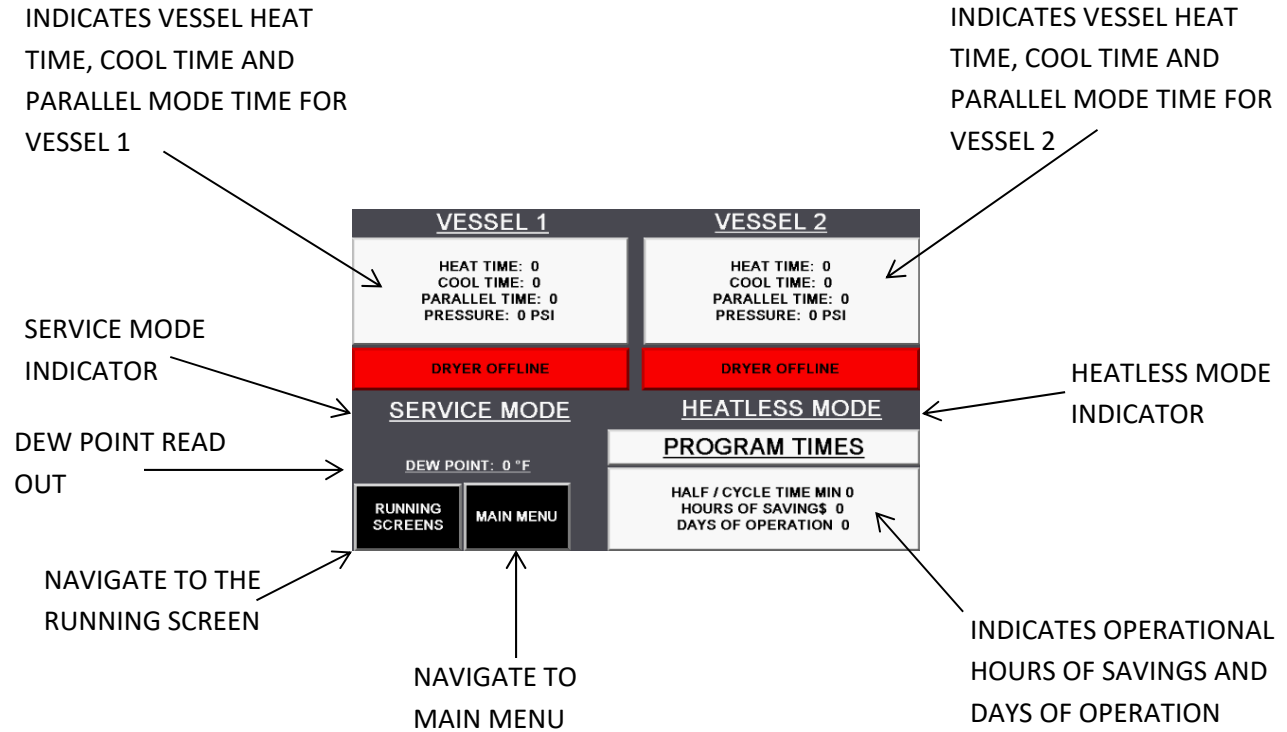 INDICATES VESSEL HEAT
TIME, COOL TIME AND
PARALLEL MODE TIME FOR
VESSEL 1
INDICATES VESSEL HEAT
TIME, COOL TIME AND
PARALLEL MODE TIME FOR
VESSEL 2
VESSEL 1
HEAT TIME: 0
COOL TIME: 0
PARALLEL TIME: 0
PRESSURE: 0 PSI
DRYER OFFLINE
VESSEL 2
HEAT TIME: 0
COOL TIME: 0
PARALLEL TIME: 0
PRESSURE: 0 PSI
DRYER OFFLINE
SERVICE MODE
INDICATOR
SERVICE MODE
HEATLESS MODE
HEATLESS MODE
INDICATOR
DEW POINT READ
OUT
DEW POINT: 0 °F
PROGRAM TIMES
HALF / CYCLE TIME MIN 0
HOURS OF SAVING$ 0
DAYS OF OPERATION 0
RUNNING
SCREENS
MAIN MENU
NAVIGATE TO THE
RUNNING SCREEN
NAVIGATE TO
MAIN MENU
INDICATES OPERATIONAL
HOURS OF SAVINGS AND
DAYS OF OPERATION